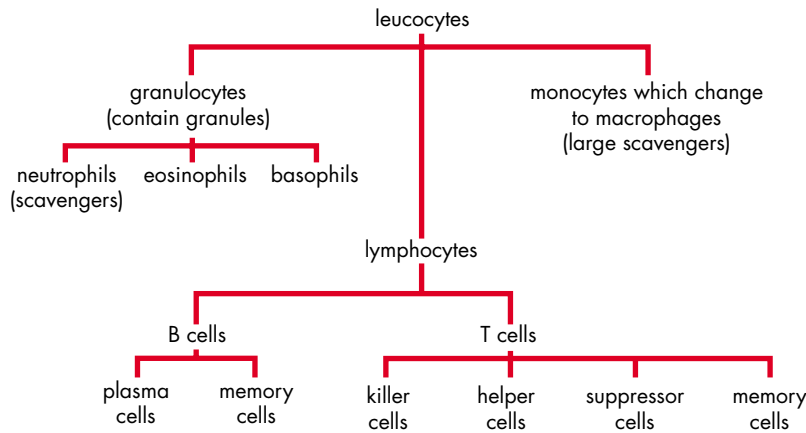 leucocytes
granulocytes
(contain granules)
monocytes which change
to macrophages
(large scavengers)
neutrophils
(scavengers)
eosinophils
basophils
lymphocytes
B cells
T cells
plasma
cells
memory
cells
killer
cells
helper
cells
suppressor
cells
memory
cells